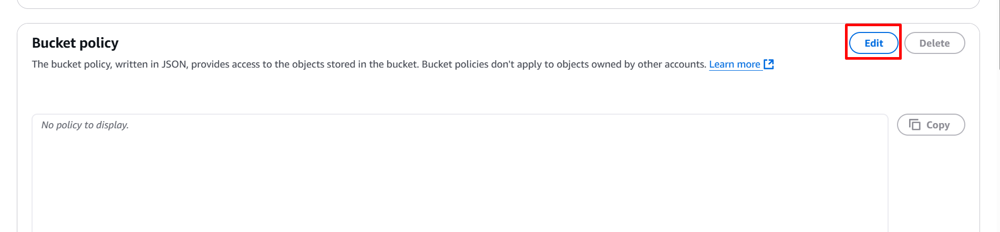 Bucket policy
Edit
Delete
The bucket policy, written in JSON, provides access to the objects stored in the bucket. Bucket policies don't apply to objects owned by other accounts. Learn more
No policy to display.
Copy